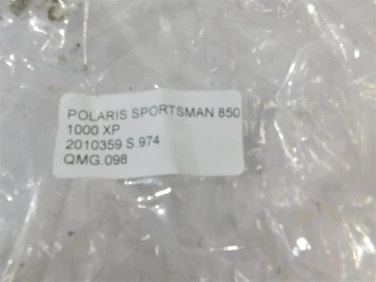 POLARIS SPORTSMAN 850
1000 XP
2010359 S.974
QMG.098